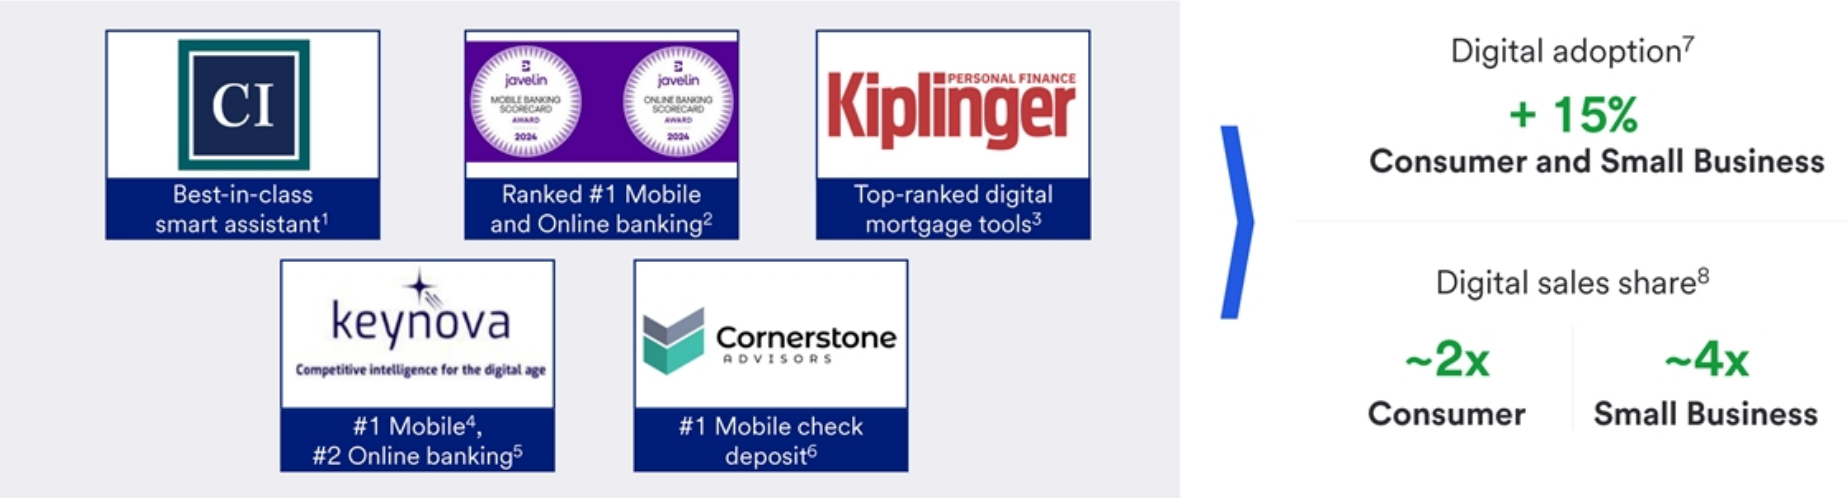 CI
Best-in-class
smart assistant1
javelin
MOBILE BANKING
SCORECARD
AWARD
2024
javelin
ONLINE BANKING
SCORECARD
AWARD
2024
Ranked #1 Mobile
and Online banking2
Kiplinger PERSONAL FINANCE
Top-ranked digital
mortgage tools3
keynova
Competitive intelligence for the digital age
#1 Mobile4,
#2 Online banking5
Cornerstone
ADVISORS
#1 Mobile check
deposit6
Digital adoption7
+ 15%
Consumer and Small Business
Digital sales share8
~2x
Consumer
~4x
Small Business